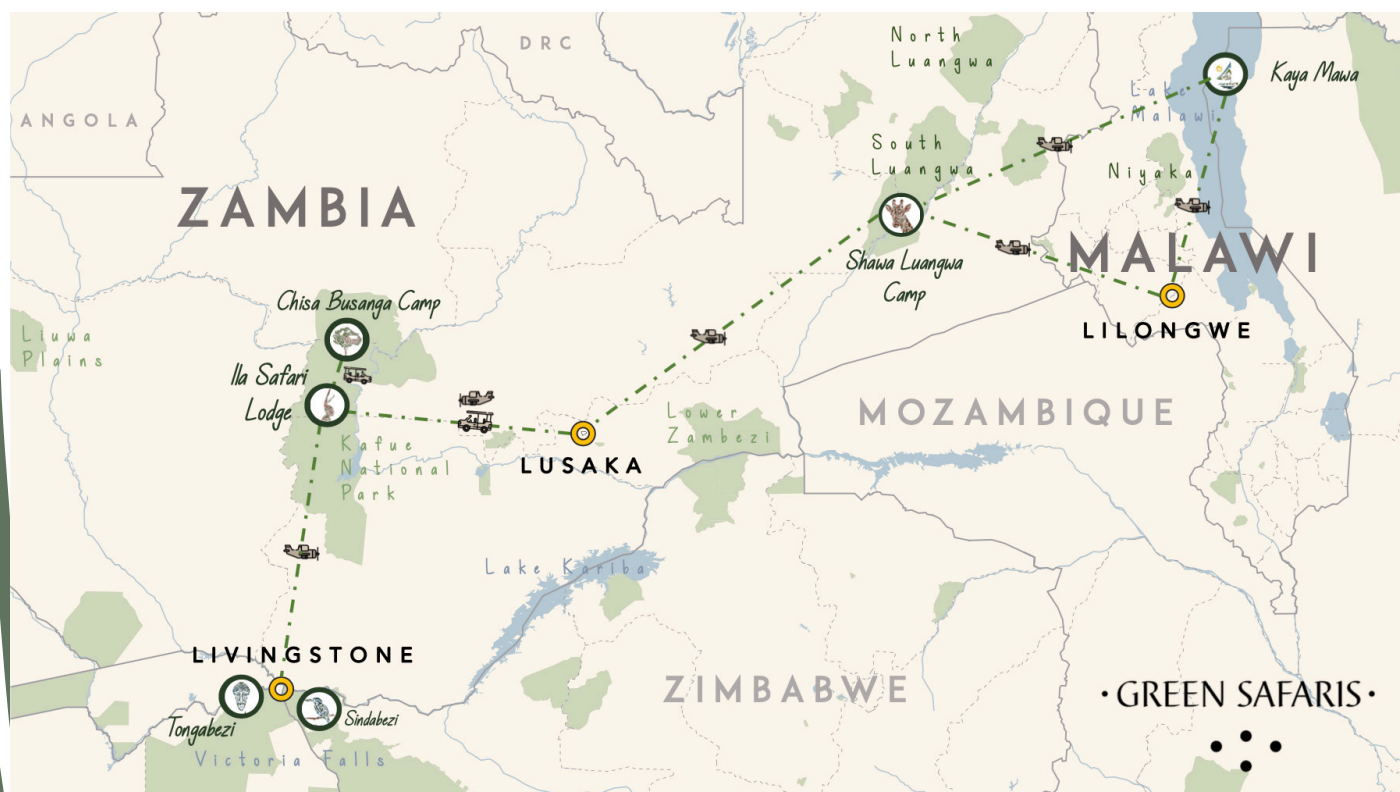 DRC
North
Luangwa
Kaya Mawa
Lake
Malawi
ANGOLA
South
Luangwa
Niyaka
ZAMBIA
MALAWI
Shawa Luangwa
Camp
Chisa Busanga Camp
LILONGWE
Liuwa
Plains
Ila Safari
Lodge
Lower
Zambezi
MOZAMBIQUE
Kafue
National
Park
LUSAKA
Lake Kariba
LIVINGSTONE
ZIMBABWE
·GREEN SAFARIS·
Tongabezi
Sindabezi
Victoria Falls